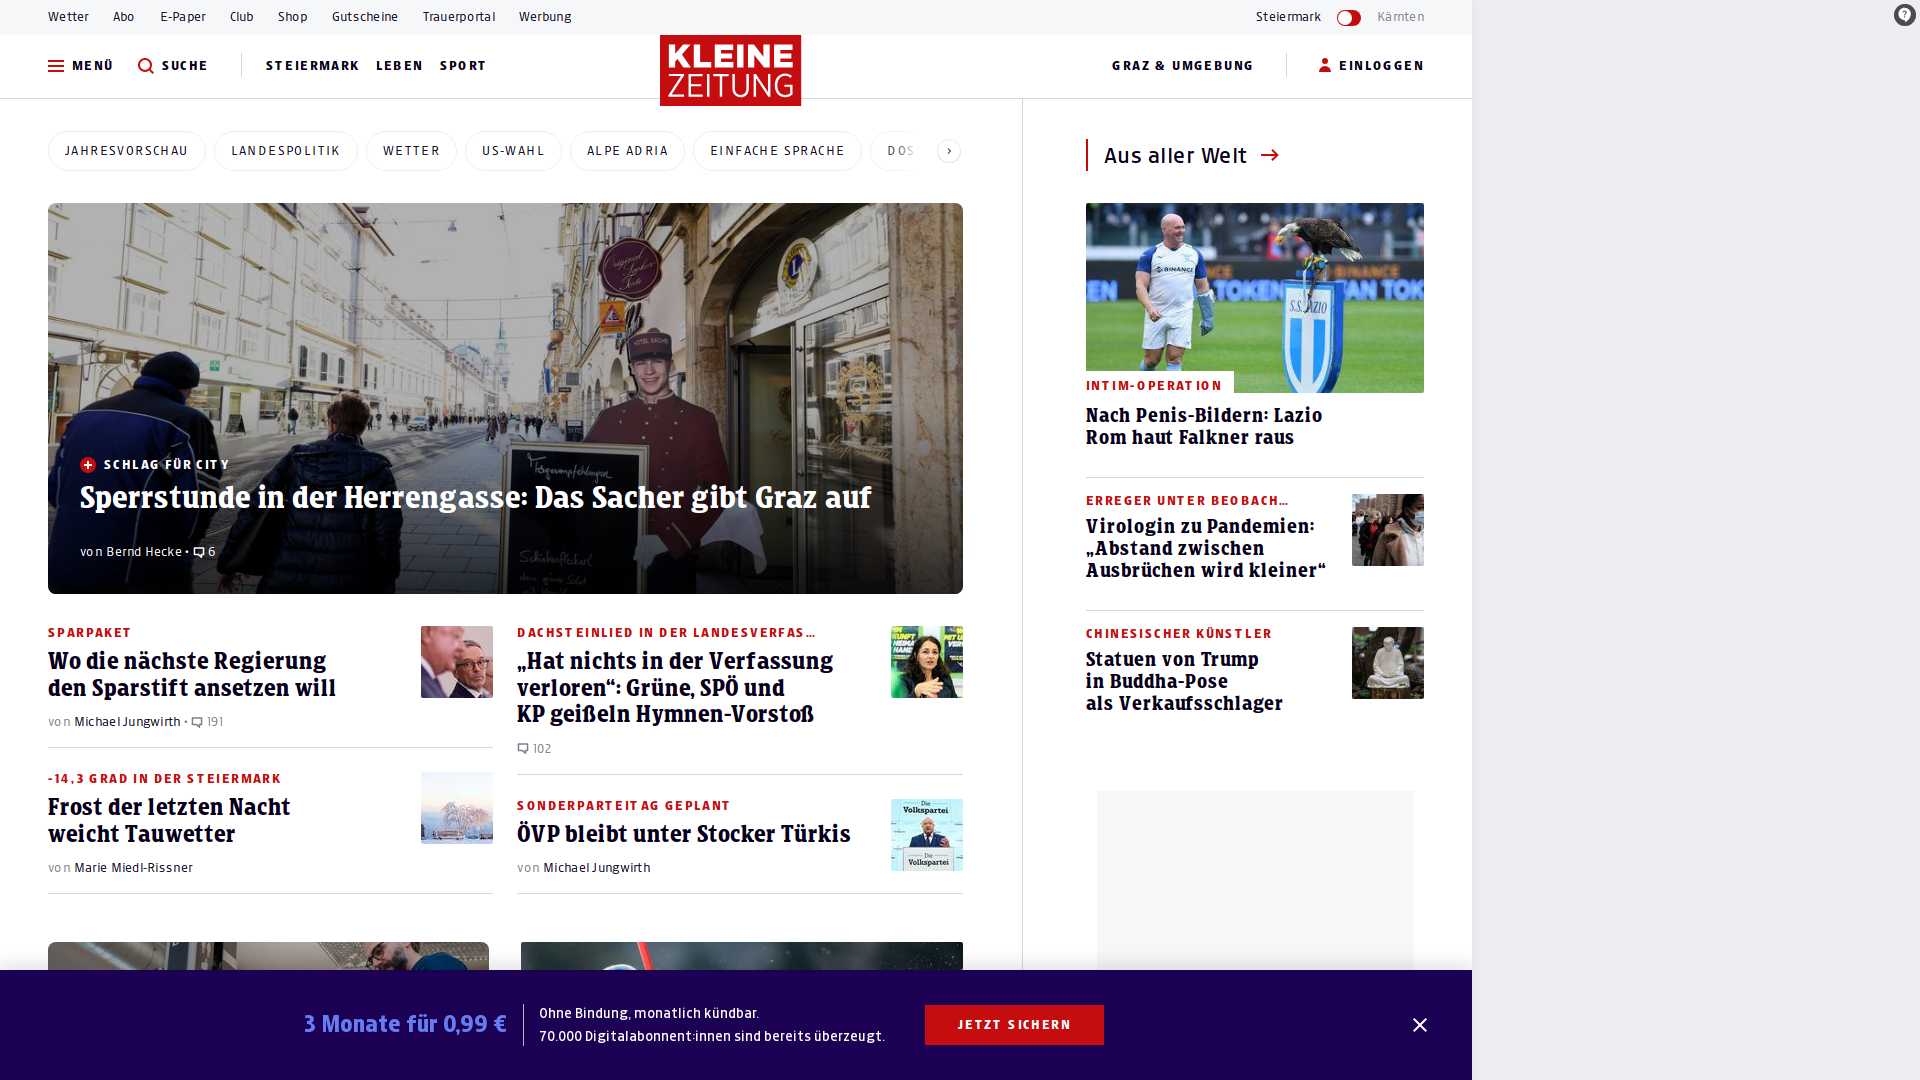 Wetter Abo E-Paper Club Shop Gutscheine Trauerportal Werbung Steiermark Kärnten
MENÜ SUCHE STEIERMARK LEBEN SPORT KLEINE ZEITUNG GRAZ & UMGEBUNG EINLOGGEN
JAHRESVORSCHAU LANDESPOLITIK WETTER US-WAHL ALPE ADRIA EINFACHE SPRACHE DOS
SCHLAG FÜR CITY
Sperrstunde in der Herrengasse: Das Sacher gibt Graz auf
von Bernd Hecke • 6
SPARPAKET
Wo die nächste Regierung
den Sparstift ansetzen will
von Michael Jungwirth • 191
-14,3 GRAD IN DER STEIERMARK
Frost der letzten Nacht
weicht Tauwetter
von Marie Miedl-Rissner
DACHSTEINLIED IN DER LANDESVERFAS…
„Hat nichts in der Verfassung
verloren“: Grüne, SPÖ und
KP geißeln Hymnen-Vorstoß
102
SONDERPARTEITAG GEPLANT
ÖVP bleibt unter Stocker Türkis
von Michael Jungwirth
Die
Volkspartei
Die
Volkspartei
Aus aller Welt
BINANCE
BINANCE
TOKEN
S.S.LAZIO
INTIM-OPERATION
Nach Penis-Bildern: Lazio
Rom haut Falkner raus
ERREGER UNTER BEOBACH…
Virologin zu Pandemien:
„Abstand zwischen
Ausbrüchen wird kleiner“
CHINESISCHER KÜNSTLER
Statuen von Trump
in Buddha-Pose
als Verkaufsschlager
3 Monate für 0,99 €
Ohne Bindung, monatlich kündbar.
70.000 Digitalabonnent:innen sind bereits überzeugt.
JETZT SICHERN